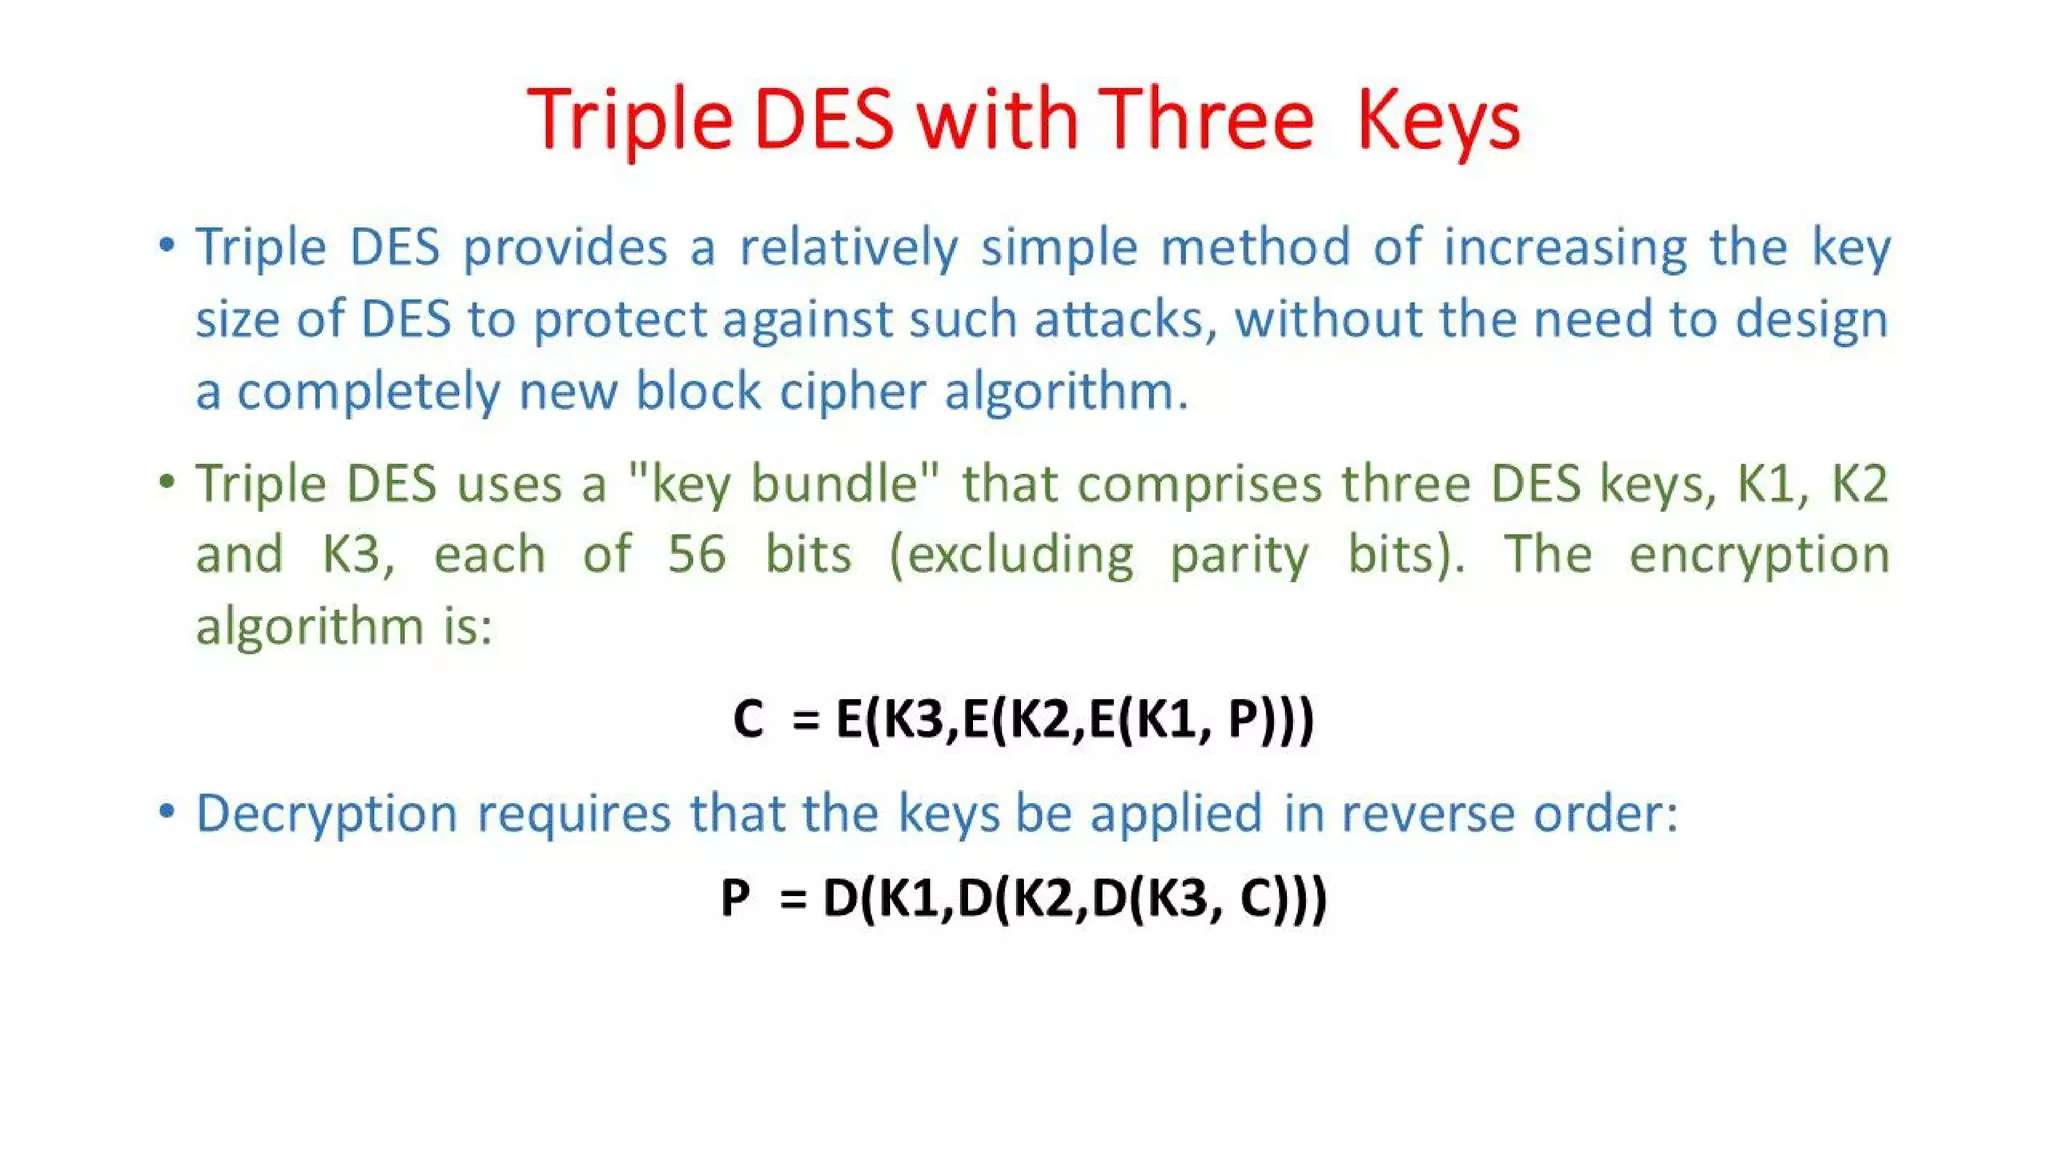 Triple DES with Three Keys
• Triple DES provides a relatively simple method of increasing the key
size of DES to protect against such attacks, without the need to design
a completely new block cipher algorithm.
• Triple DES uses a "key bundle" that comprises three DES keys, K1, K2
and K3, each of 56 bits (excluding parity bits). The encryption
algorithm is:
C = E(K3,E(K2,E(K1, P)))
• Decryption requires that the keys be applied in reverse order:
P = D(K1,D(K2,D(K3, C)))